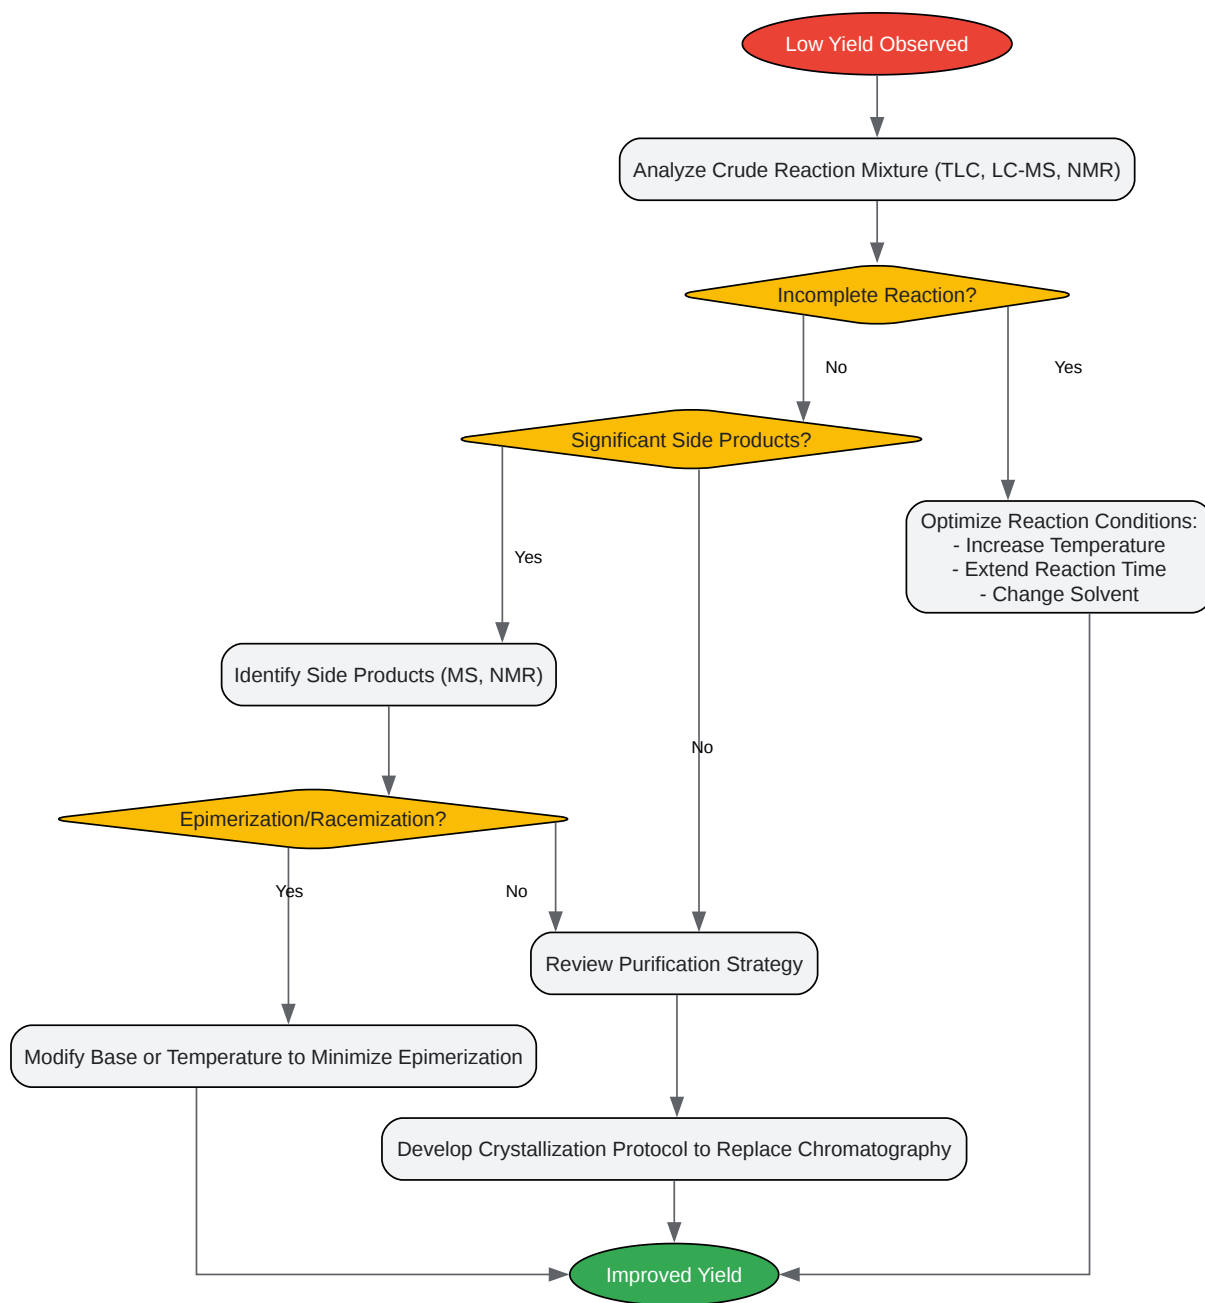 Low Yield Observed
Analyze Crude Reaction Mixture (TLC, LC-MS, NMR)
Incomplete Reaction?
No
Yes
Significant Side Products?
Optimize Reaction Conditions:
- Increase Temperature
- Extend Reaction Time
- Change Solvent
Yes
Identify Side Products (MS, NMR)
No
Epimerization/Racemization?
Yes
No
Review Purification Strategy
Modify Base or Temperature to Minimize Epimerization
Develop Crystallization Protocol to Replace Chromatography
Improved Yield